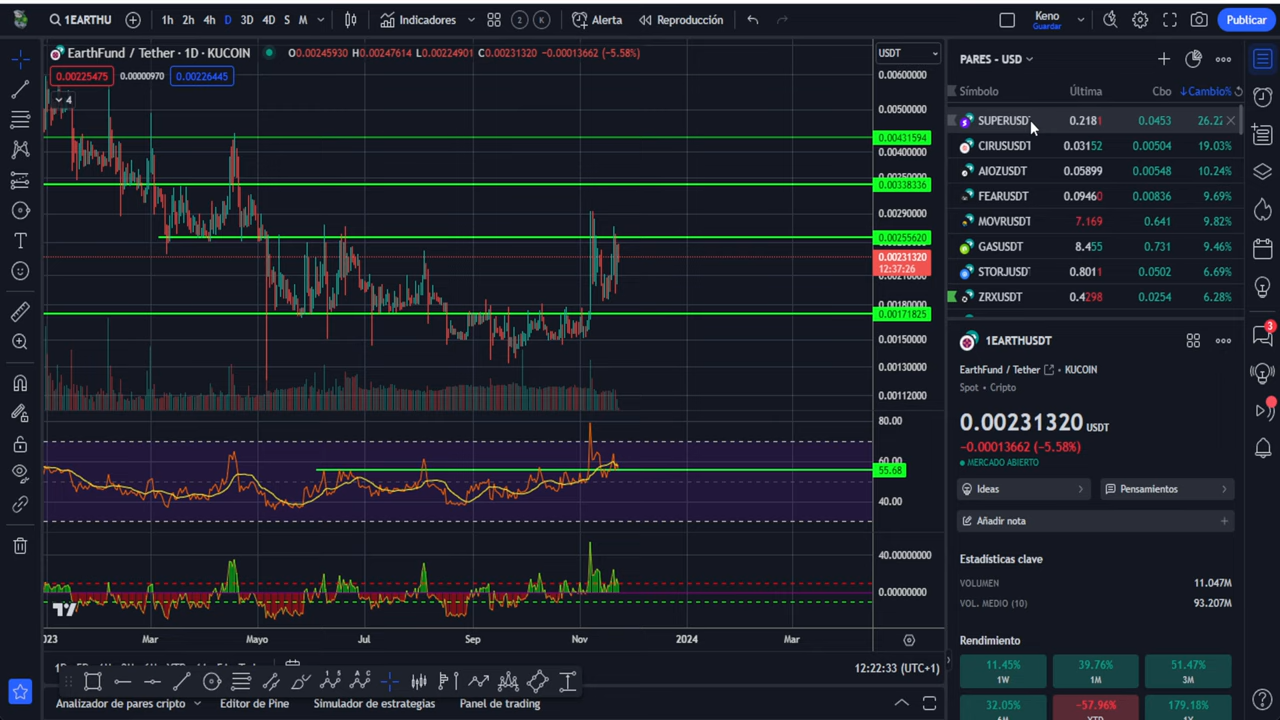 1EARTHU 1h 2h 4h D 3D 4D S M Indicadores 2 K Alerta Reproducción Keno Guardar Publicar
EarthFund / Tether · 1D · KUCOIN O0.00245930 H0.00247614 L0.00224901 C0.00231320 −0.00013662 (−5.58%)
0.00225475 0.00000970 0.00226445
4
USDT
0.00600000
0.00500000
0.00431594
0.00400000
0.00338336
0.00290000
0.00255620
0.00231320
12:37:26
0.00180000
0.00171825
0.00150000
0.00130000
0.00112000
80.00
55.68
40.00
40.00000000
0.00000000
Mar Mayo Jul Sep Nov 2024 Mar
12:22:33 (UTC+1)
Analizador de pares cripto Editor de Pine Simulador de estrategias Panel de trading
PARES - USD
Símbolo Última Cbo Cambio%
SUPERUSD 0.2181 0.0453 26.22
CIRUSUSDT 0.03152 0.00504 19.03%
AIOZUSDT 0.05899 0.00548 10.24%
FEARUSDT 0.09460 0.00836 9.69%
MOVRUSDT 7.169 0.641 9.82%
GASUSDT 8.455 0.731 9.46%
STORJUSD 0.8011 0.0502 6.69%
ZRXUSDT 0.4298 0.0254 6.28%
1EARTHUSDT
EarthFund / Tether • KUCOIN
Spot • Cripto
0.00231320 USDT
−0.00013662 (−5.58%)
MERCADO ABIERTO
Ideas Pensamientos
Añadir nota
Estadísticas clave
VOLUMEN 11.047M
VOL. MEDIO (10) 93.207M
Rendimiento
11.45% 39.76% 51.47%
1W 1M 3M
32.05% −57.96% 179.18%
3